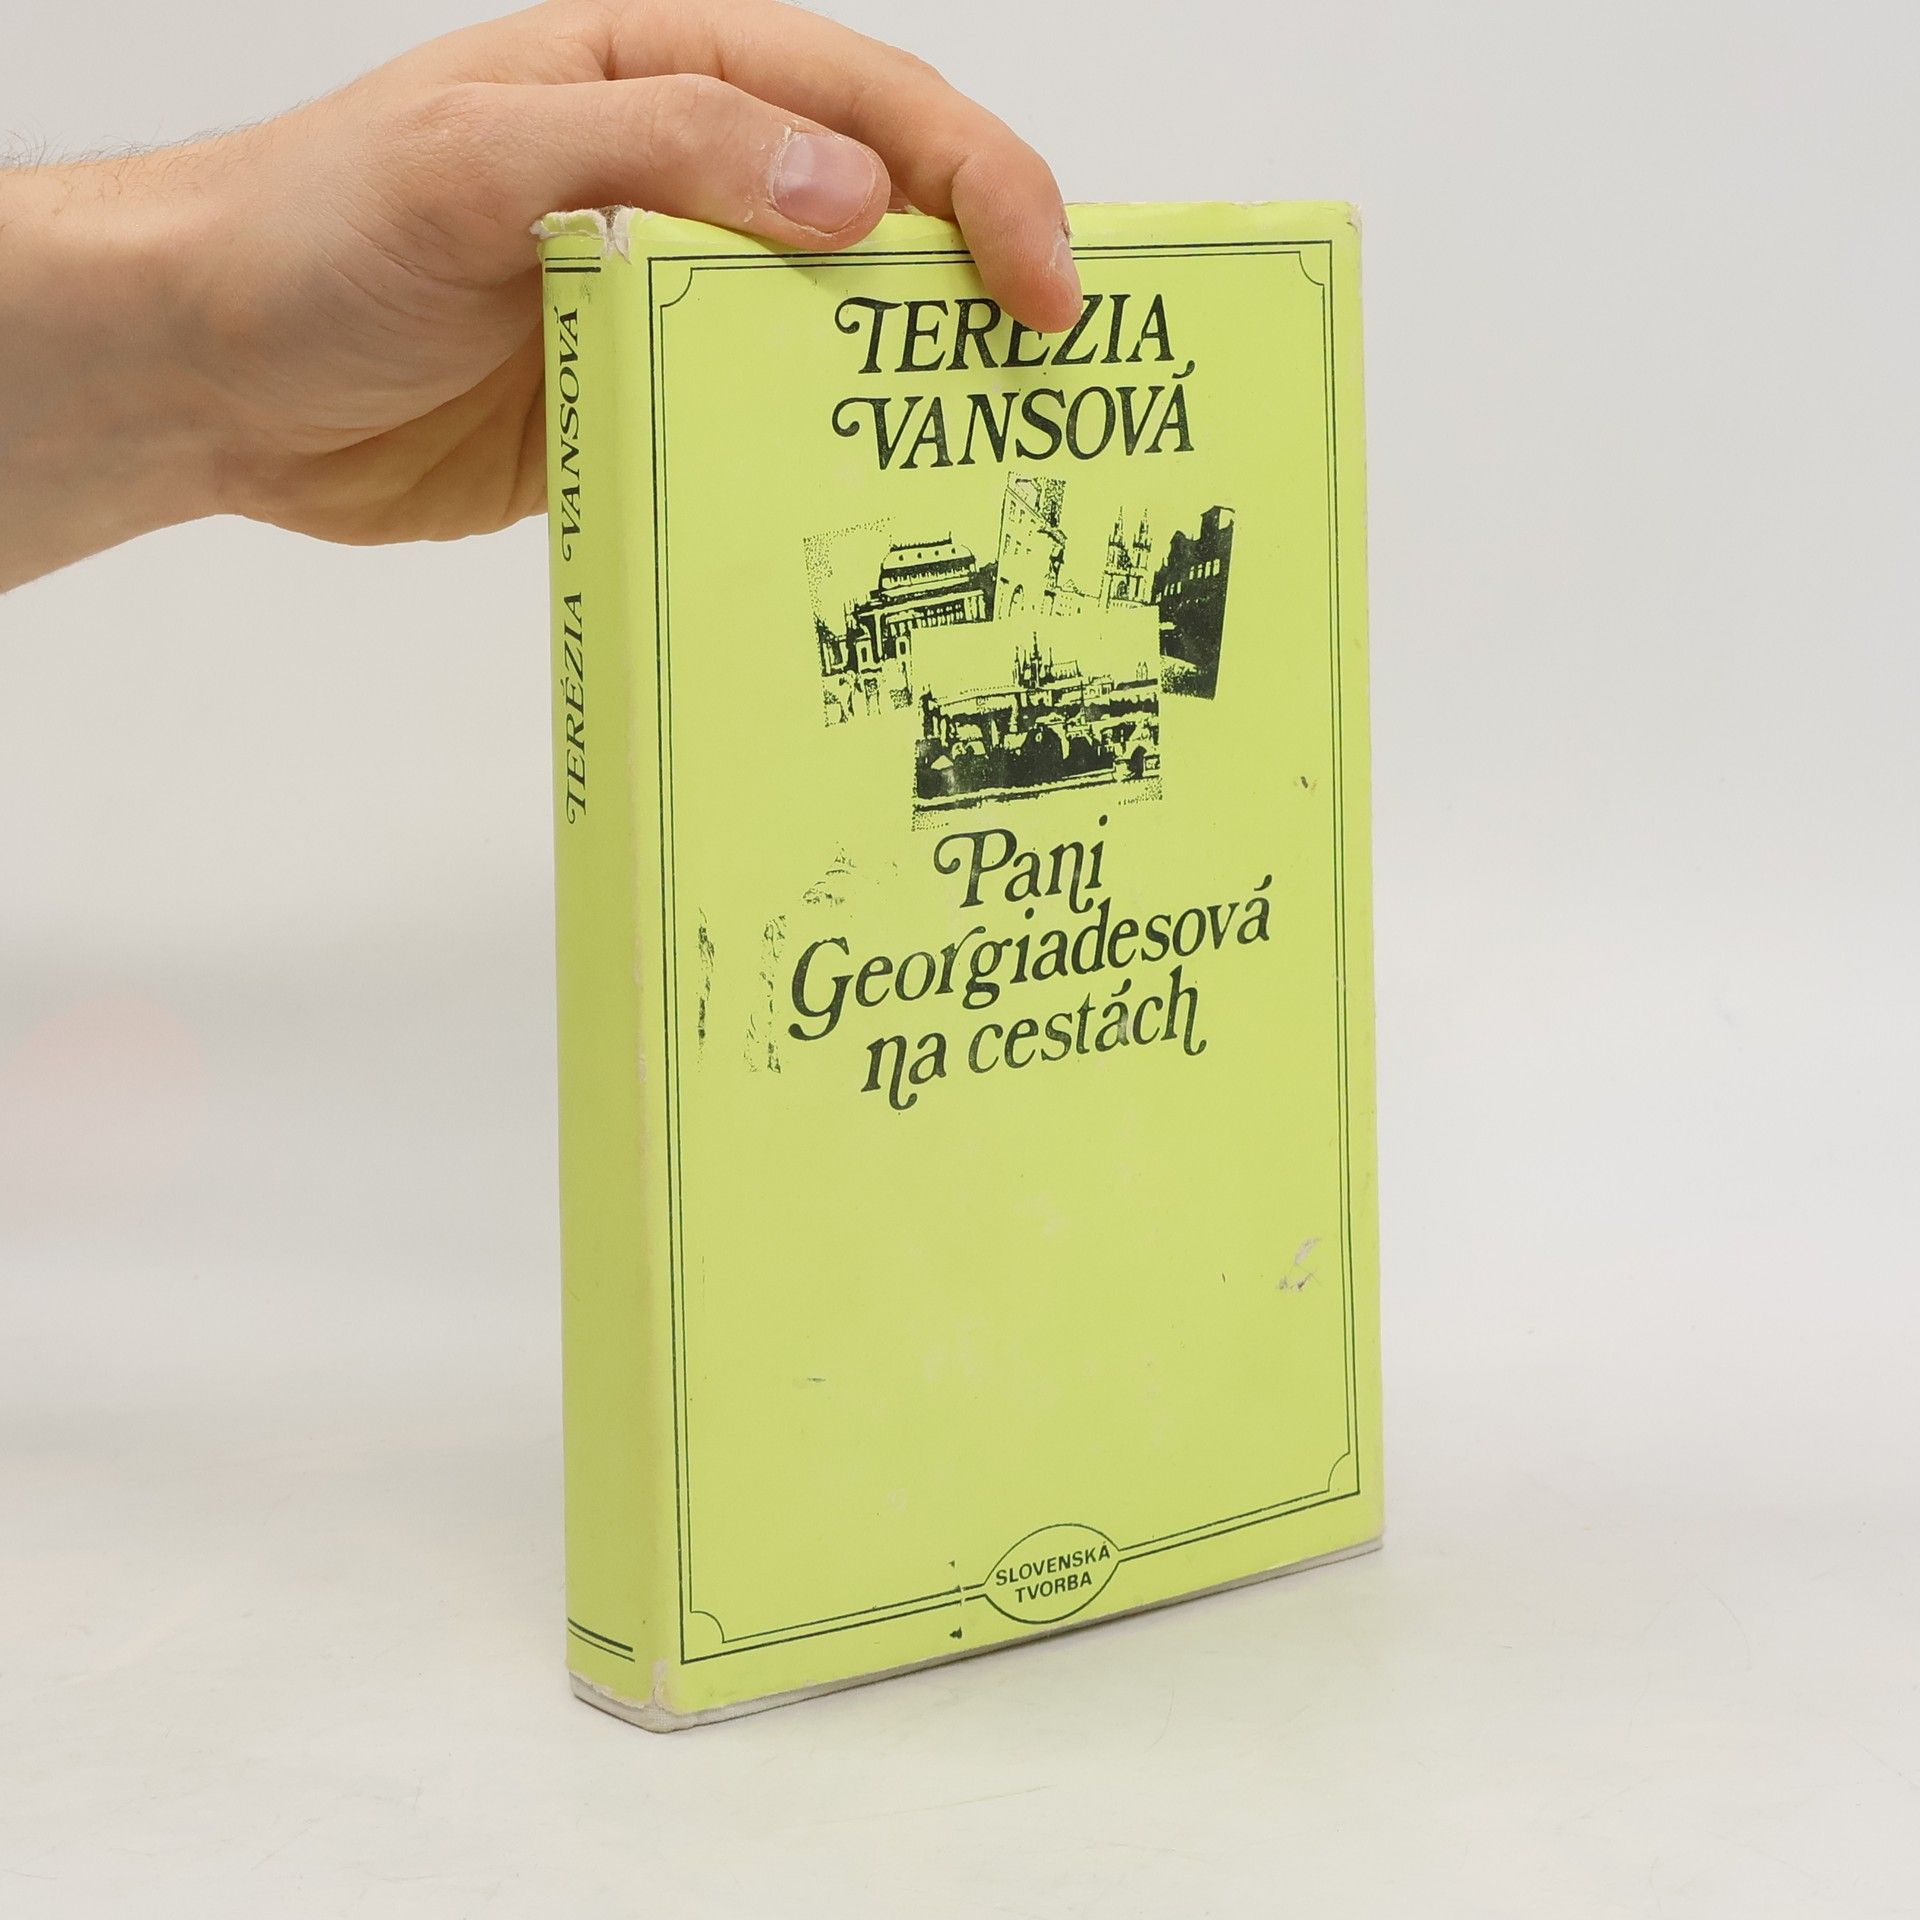 TERÉZIA VANSOVÁ
TERÉZIA
VANSOVÁ
Pani
Georgiadesová
na cestách
SLOVENSKÁ
TVORBA